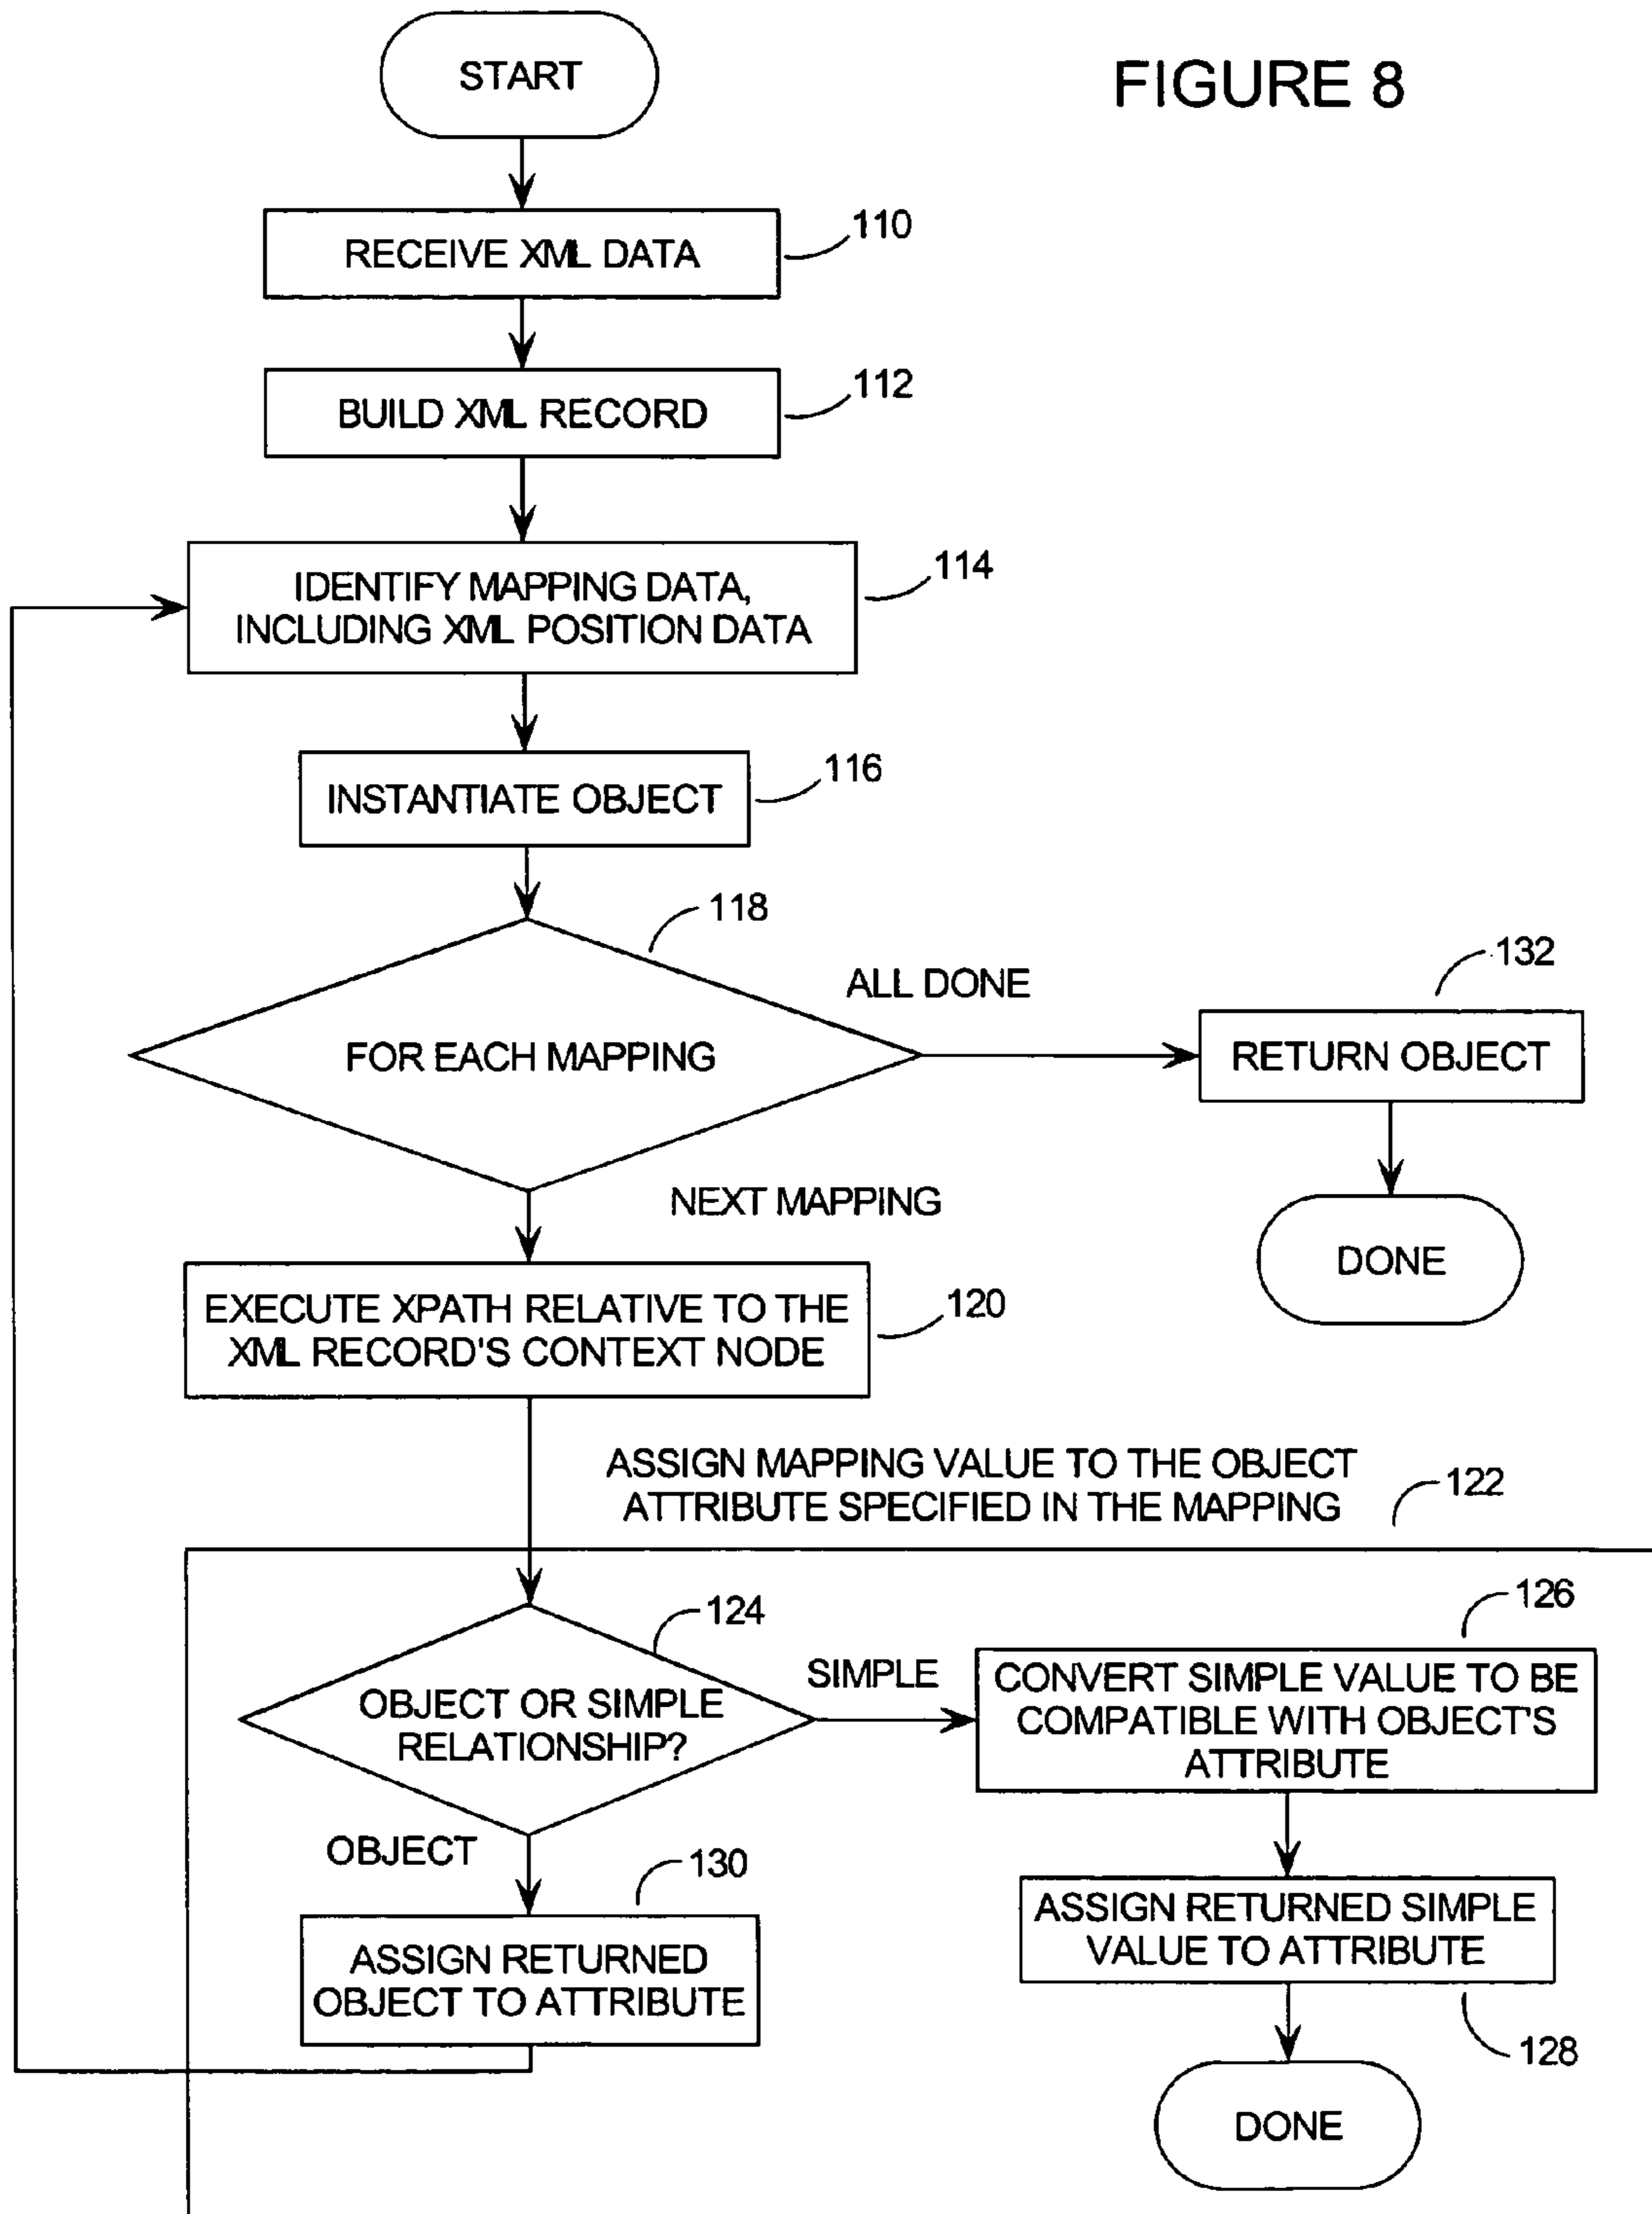 START
FIGURE 8
RECEIVE XML DATA
110
BUILD XML RECORD
112
IDENTIFY MAPPING DATA,
INCLUDING XML POSITION DATA
114
INSTANTIATE OBJECT
116
118
FOR EACH MAPPING
ALL DONE
132
RETURN OBJECT
DONE
NEXT MAPPING
EXECUTE XPATH RELATIVE TO THE
XML RECORD'S CONTEXT NODE
120
ASSIGN MAPPING VALUE TO THE OBJECT
ATTRIBUTE SPECIFIED IN THE MAPPING
122
124
OBJECT OR SIMPLE
RELATIONSHIP?
SIMPLE
126
CONVERT SIMPLE VALUE TO BE
COMPATIBLE WITH OBJECT'S
ATTRIBUTE
OBJECT
130
ASSIGN RETURNED
OBJECT TO ATTRIBUTE
ASSIGN RETURNED SIMPLE
VALUE TO ATTRIBUTE
128
DONE